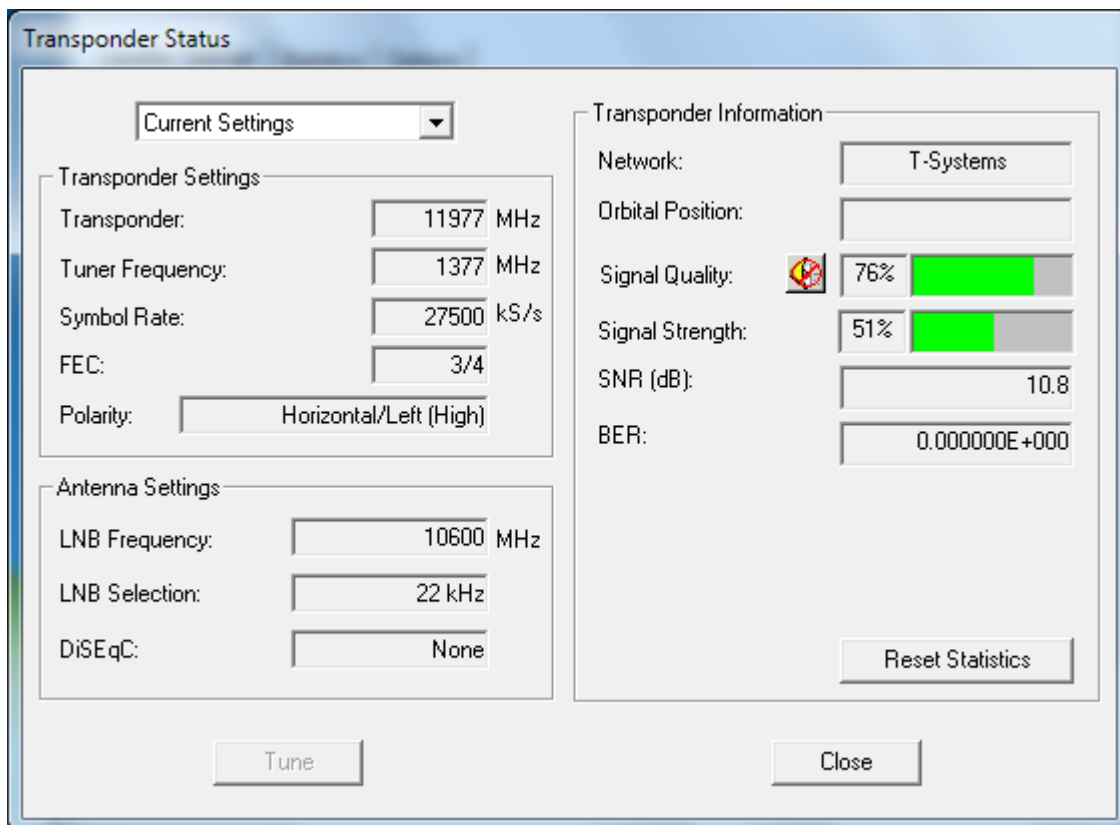 Transponder Status
Current Settings
Transponder Settings
Transponder: 11977 MHz
Tuner Frequency: 1377 MHz
Symbol Rate: 27500 kS/s
FEC: 3/4
Polarity: Horizontal/Left (High)
Antenna Settings
LNB Frequency: 10600 MHz
LNB Selection: 22 kHz
DiSEqC: None
Tune
Transponder Information
Network: T-Systems
Orbital Position:
Signal Quality: 76%
Signal Strength: 51%
SNR (dB): 10.8
BER: 0.000000E+000
Reset Statistics
Close